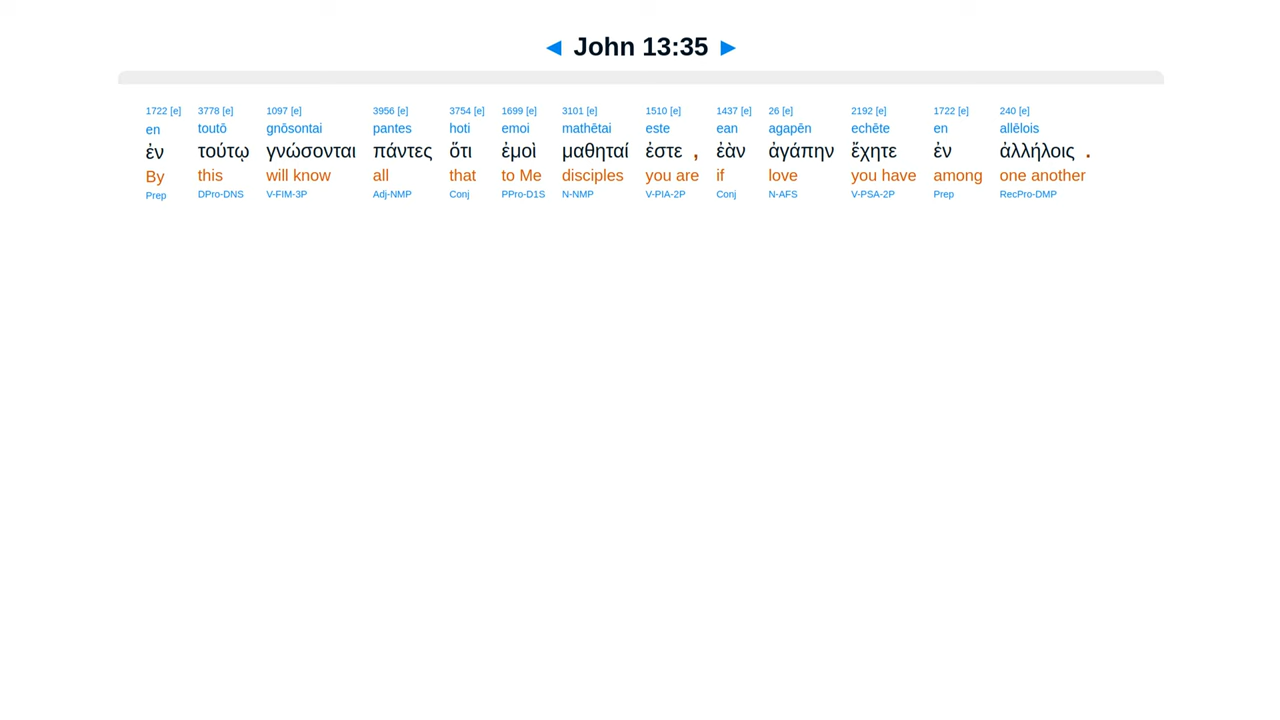 ◄ John 13:35 ►
1722 [e] 3778 [e] 1097 [e] 3956 [e] 3754 [e] 1699 [e] 3101 [e] 1510 [e] 1437 [e] 26 [e] 2192 [e] 1722 [e] 240 [e]
en toutō gnōsontai pantes hoti emoi mathētai este ean agapēn echēte en allēlois
ἐν τούτῳ γνώσονται πάντες ὅτι ἐμοὶ μαθηταί ἐστε , ἐὰν ἀγάπην ἔχητε ἐν ἀλλήλοις .
By this will know all that to Me disciples you are if love you have among one another
Prep DPro-DNS V-FIM-3P Adj-NMP Conj PPro-D1S N-NMP V-PIA-2P Conj N-AFS V-PSA-2P Prep RecPro-DMP